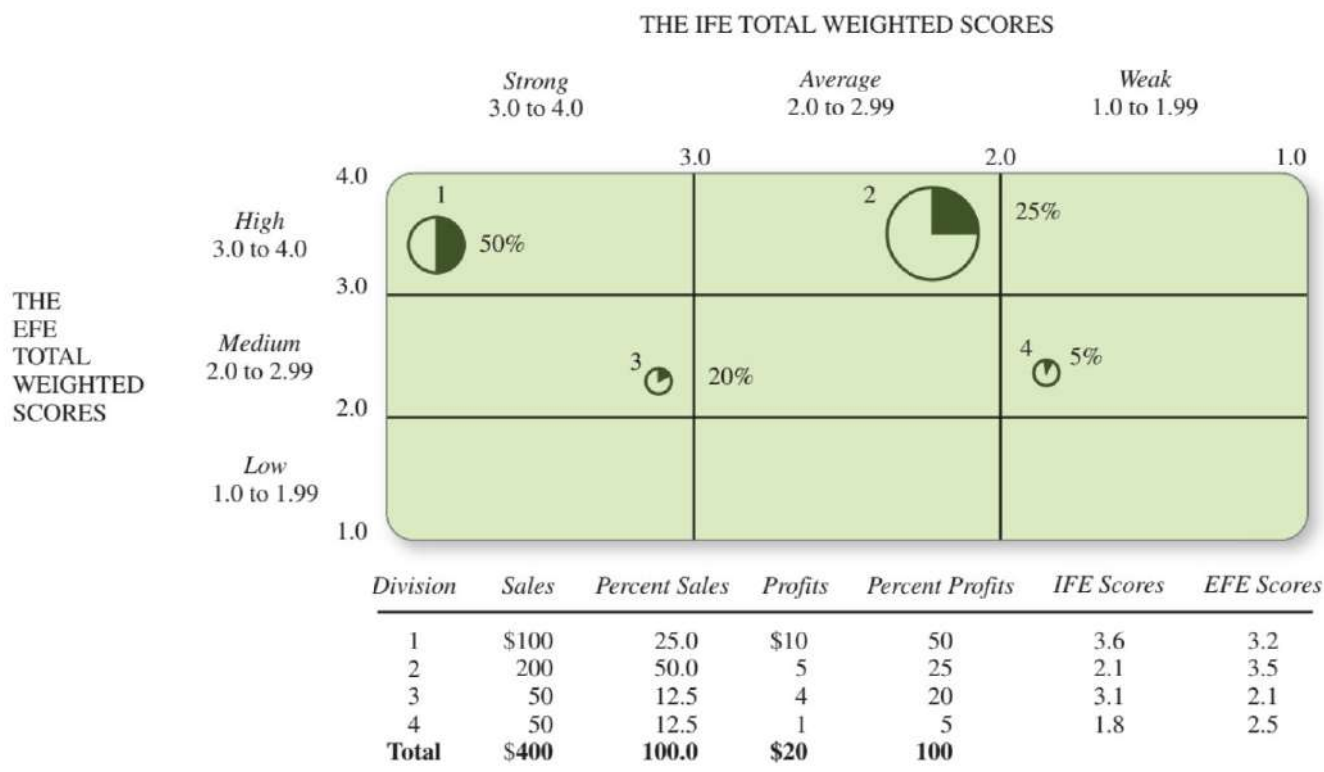 THE IFE TOTAL WEIGHTED SCORES
Strong Average Weak
3.0 to 4.0 2.0 to 2.99 1.0 to 1.99
3.0 2.0 1.0
4.0
1 2
25%
High
3.0 to 4.0
50%
3.0
THE
EFE
TOTAL
WEIGHTED
SCORES
Medium
2.0 to 2.99
3 20%
4 5%
2.0
Low
1.0 to 1.99
1.0
Division Sales Percent Sales Profits Percent Profits IFE Scores EFE Scores
1 $100 25.0 $10 50 3.6 3.2
2 200 50.0 5 25 2.1 3.5
3 50 12.5 4 20 3.1 2.1
4 50 12.5 1 5 1.8 2.5
Total $400 100.0 $20 100